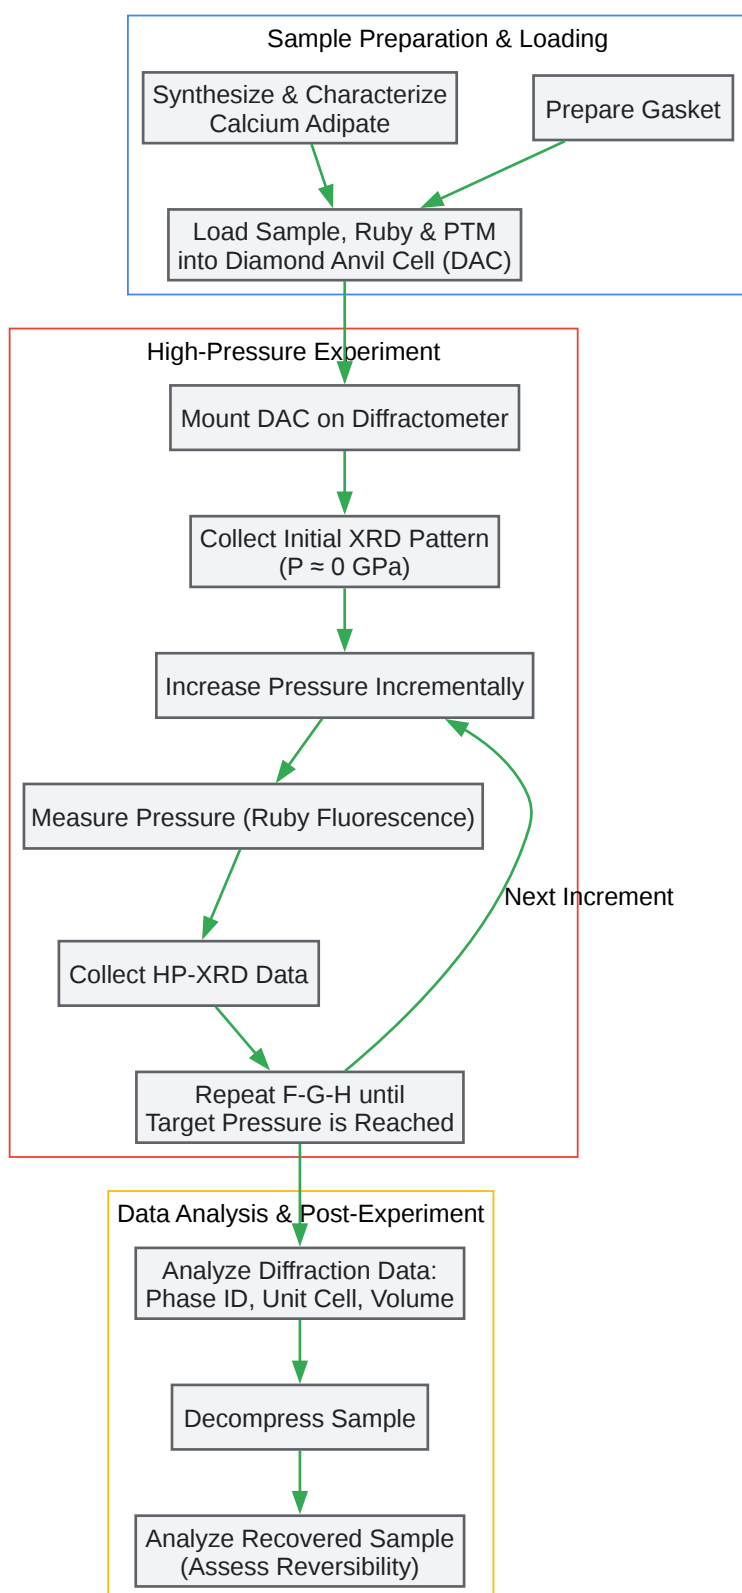 Sample Preparation & Loading
Synthesize & Characterize
Calcium Adipate
Prepare Gasket
Load Sample, Ruby & PTM
into Diamond Anvil Cell (DAC)
High-Pressure Experiment
Mount DAC on Diffractometer
Collect Initial XRD Pattern
(P ≈ 0 GPa)
Increase Pressure Incrementally
Measure Pressure (Ruby Fluorescence)
Next Increment
Collect HP-XRD Data
Repeat F-G-H until
Target Pressure is Reached
Data Analysis & Post-Experiment
Analyze Diffraction Data:
Phase ID, Unit Cell, Volume
Decompress Sample
Analyze Recovered Sample
(Assess Reversibility)